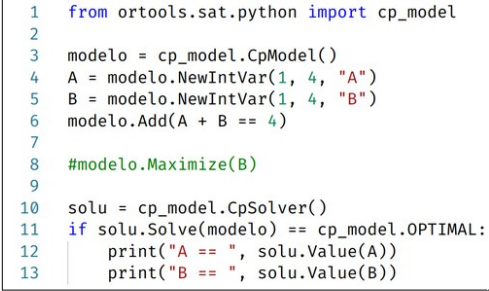 1 from ortools.sat.python import cp_model
2
3 modelo = cp_model.CpModel()
4 A = modelo.NewIntVar(1, 4, "A")
5 B = modelo.NewIntVar(1, 4, "B")
6 modelo.Add(A + B == 4)
7
8 #modelo.Maximize(B)
9
10 solu = cp_model.CpSolver()
11 if solu.Solve(modelo) == cp_model.OPTIMAL:
12     print("A == ", solu.Value(A))
13     print("B == ", solu.Value(B))